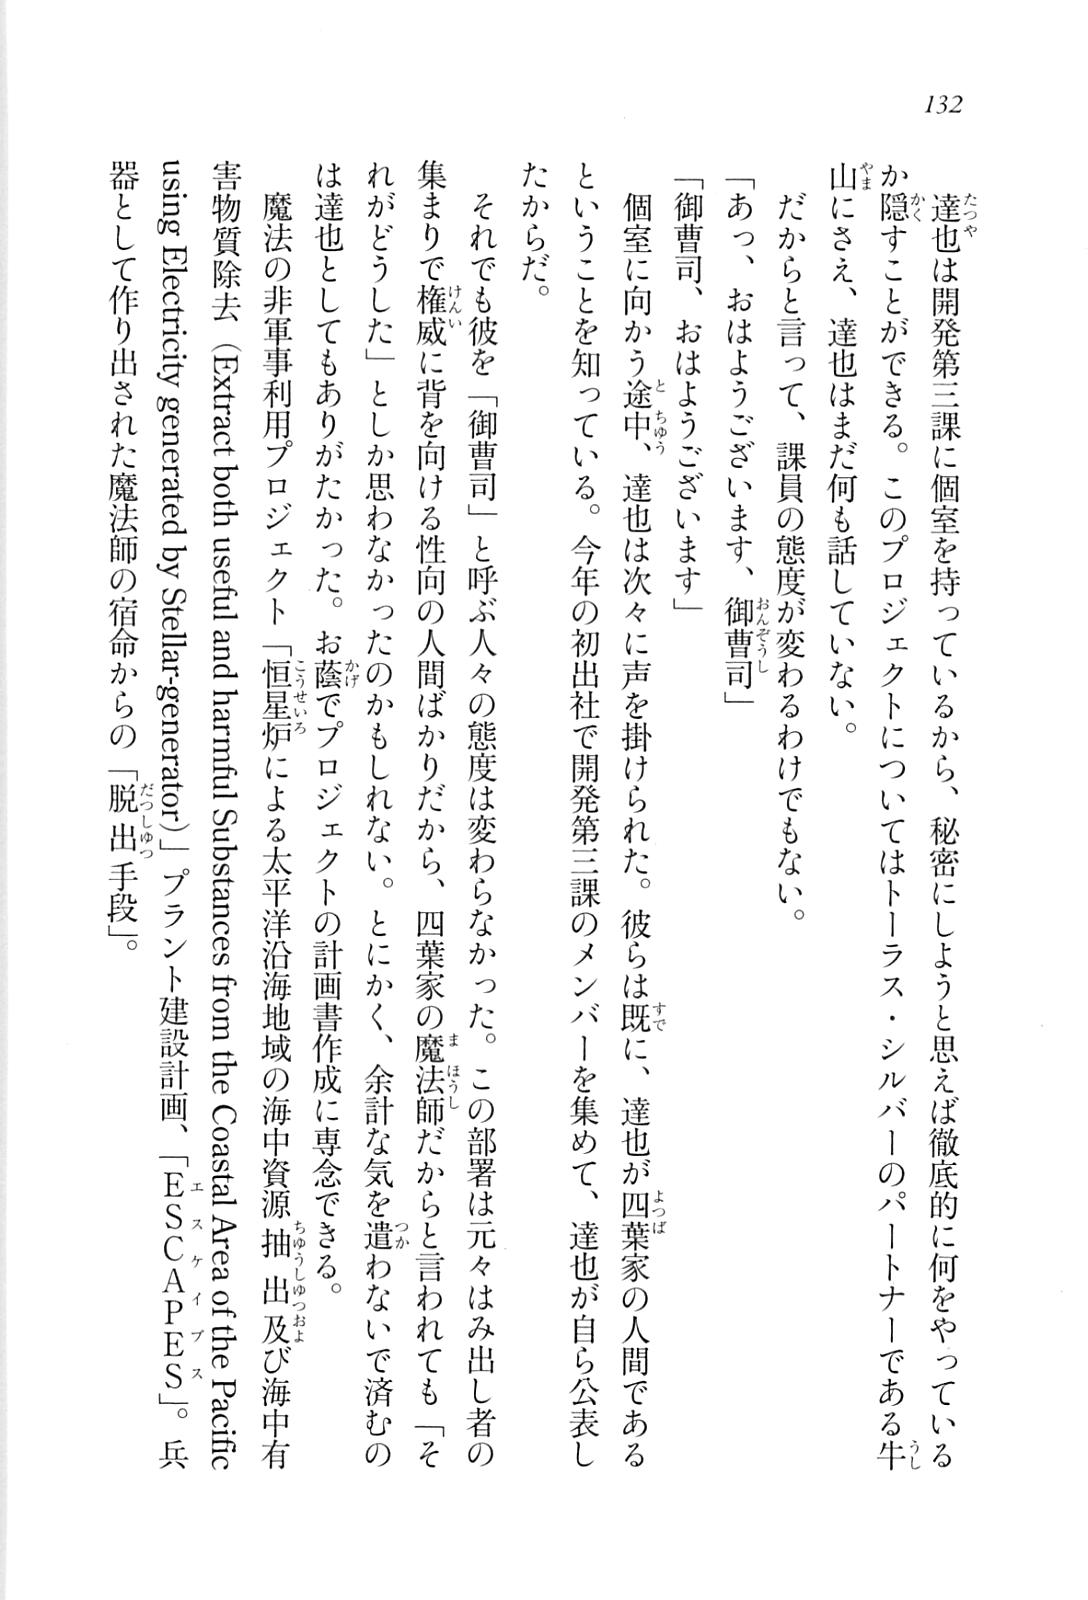 132
達也は開発第三課に個室を持っているから、秘密にしようと思えば徹底的に何をやっている
か隠すことができる。このプロジェクトについてはトーラス・シルバーのパートナーである牛
山にさえ、達也はまだ何も話していない。
だからと言って、課員の態度が変わるわけでもない。
「あっ、おはようございます、御曹司」
「御曹司、おはようございます」
個室に向かう途中、達也は次々に声を掛けられた。彼らは既に、達也が四葉家の人間である
ということを知っている。今年の初出社で開発第三課のメンバーを集めて、達也が自ら公表し
たからだ。
それでも彼を「御曹司」と呼ぶ人々の態度は変わらなかった。この部署は元々はみ出し者の
集まりで権威に背を向ける性向の人間ばかりだから、四葉家の魔法師だからと言われても「そ
れがどうした」としか思わなかったのかもしれない。とにかく、余計な気を遣わないで済むの
は達也としてもありがたかった。お蔭でプロジェクトの計画書作成に専念できる。
魔法の非軍事利用プロジェクト「恒星炉による太平洋沿海地域の海中資源抽出及び海中有
害物質除去（Extract both useful and harmful Substances from the Coastal Area of the Pacific
using Electricity generated by Stellar-generator）」プラント建設計画、「ESCAPES」。兵
器として作り出された魔法師の宿命からの「脱出手段」。